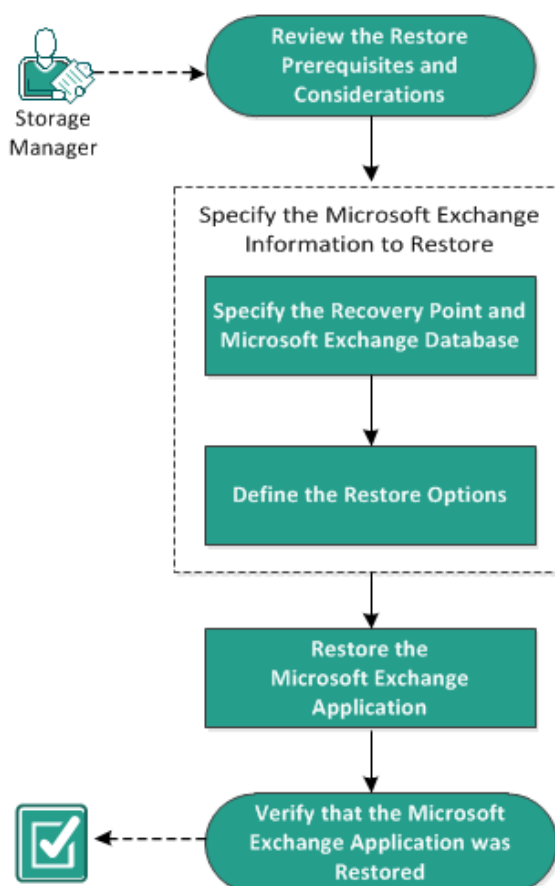 Review the Restore
Prerequisites and
Considerations
Storage
Manager
Specify the Microsoft Exchange
Information to Restore
Specify the Recovery Point and
Microsoft Exchange Database
Define the Restore Options
Restore the
Microsoft Exchange
Application
Verify that the Microsoft
Exchange Application was
Restored